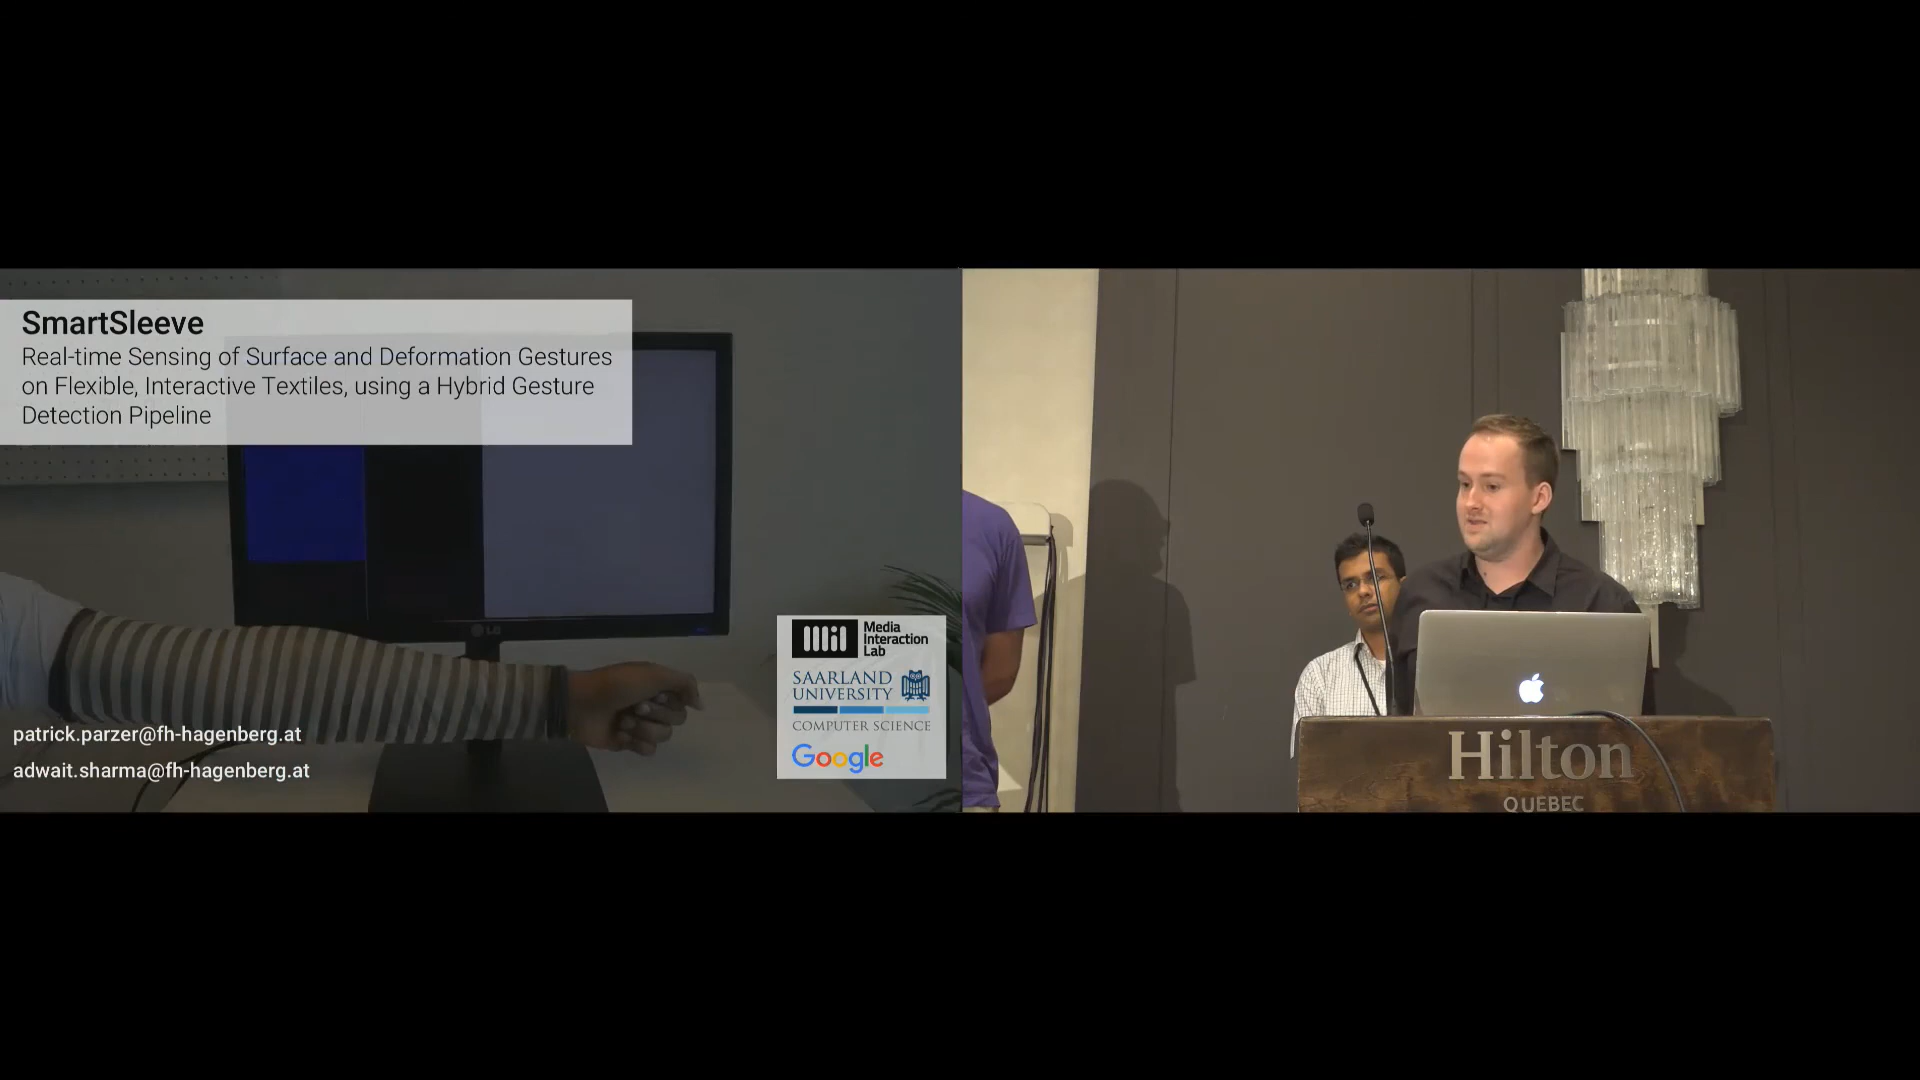 SmartSleeve
Real-time Sensing of Surface and Deformation Gestures
on Flexible, Interactive Textiles, using a Hybrid Gesture
Detection Pipeline
LG
Media
Interaction
Lab
SAARLAND
UNIVERSITY
COMPUTER SCIENCE
Google
patrick.parzer@fh-hagenberg.at
adwait.sharma@fh-hagenberg.at
Hilton
QUEBEC